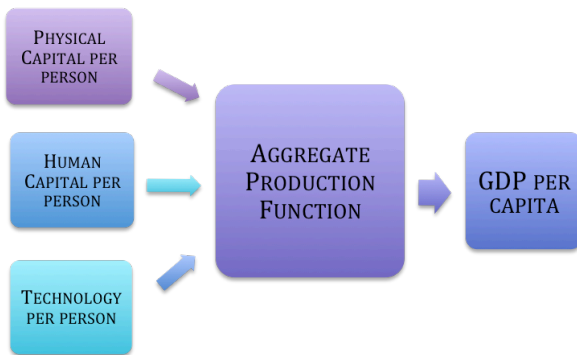 PHYSICAL
CAPITAL PER
PERSON
HUMAN
CAPITAL PER
PERSON
TECHNOLOGY
PER PERSON
AGGREGATE
PRODUCTION
FUNCTION
GDP PER
CAPITA